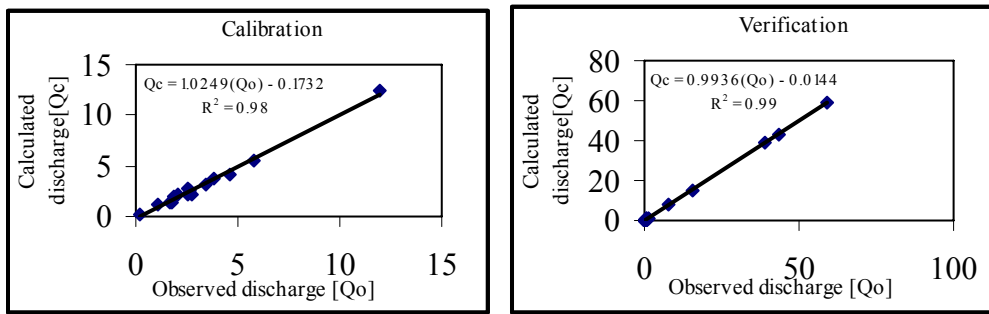 Calibration
Qc = 1.0249(Qo) - 0.1732
R² = 0.98
Calculated
discharge[Qc]
15
10
5
0
0 5 10 15
Observed discharge [Qo]
Verification
Qc = 0.9936(Qo) - 0.0144
R² = 0.99
Calculated
discharge[Qc]
80
60
40
20
0
0 50 100
Observed discharge [Qo]